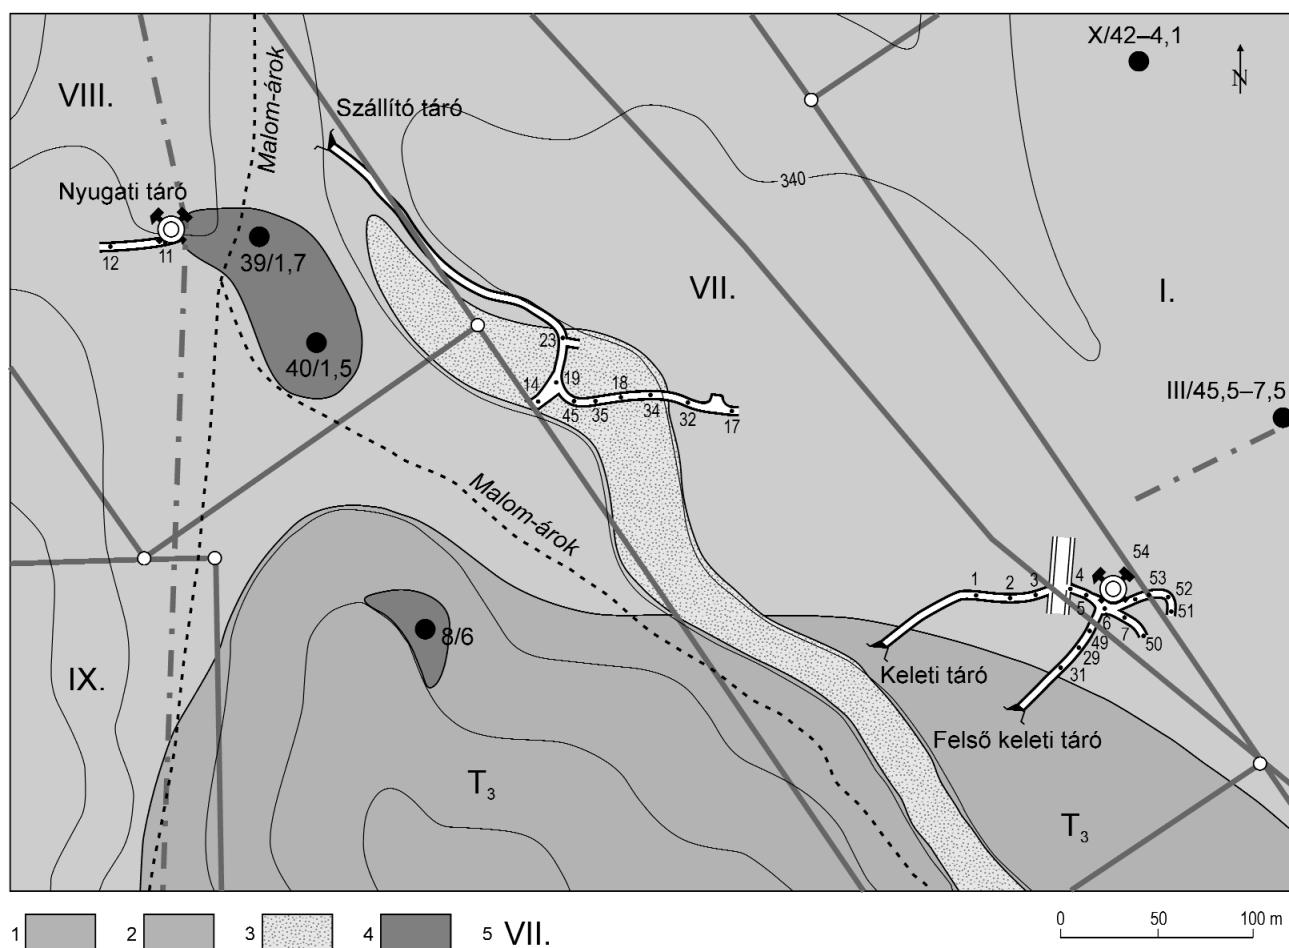 X/42–4,1
N
VIII.
Malom-árok
Szállító táró
340
Nyugati táró
12
11
39/1,7
VII.
I.
40/1,5
23
III/45,5–7,5
14
19
18
45
35
34
32
17
Malom-árok
54
1
2
3
4
53
52
5
51
6
7
8/6
49
50
29
IX.
Keleti táró
31
Felső keleti táró
T3
T3
1
2
3
4
5 VII.
0 50 100 m